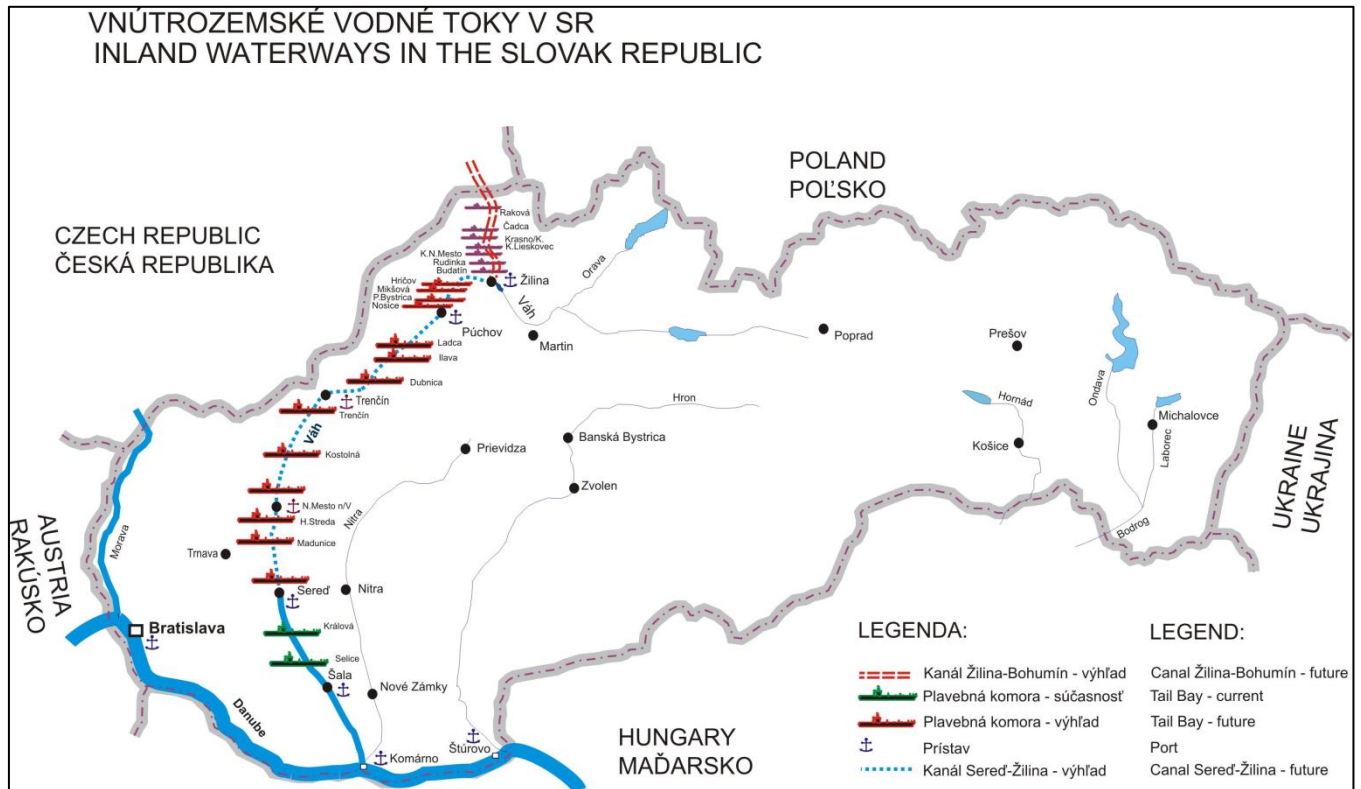 VNÚTROZEMSKÉ VODNÉ TOKY V SR
INLAND WATERWAYS IN THE SLOVAK REPUBLIC
POLAND
POĽSKO
CZECH REPUBLIC
ČESKÁ REPUBLIKA
Raková
Čadca
Krasno/K.
K.Lieskovec
K.N.Mesto
Rudinka
Budatín
Hričov
Mikšová
P.Bystrica
Nosice
Žilina
Orava
Váh
Púchov
Martin
Poprad
Prešov
Ladca
Ilava
Dubnica
Trenčín
Trenčín
Váh
Hron
Hornád
Ondava
Michalovce
Laborec
Kostolná
Prievidza
Banská Bystrica
Košice
Zvolen
UKRAINE
UKRAJINA
N.Mesto n/V
H.Streda
Nitra
Bodrog
AUSTRIA
RAKÚSKO
Morava
Trnava
Madunice
Sereď
Nitra
Bratislava
Kráľová
Selice
Šala
Nové Zámky
Danube
Komárno
Štúrovo
HUNGARY
MAĎARSKO
LEGENDA: LEGEND:
Kanál Žilina-Bohumín - výhľad Canal Žilina-Bohumín - future
Plavebná komora - súčasnosť Tail Bay - current
Plavebná komora - výhľad Tail Bay - future
Prístav Port
Kanál Sereď-Žilina - výhľad Canal Sereď-Žilina - future